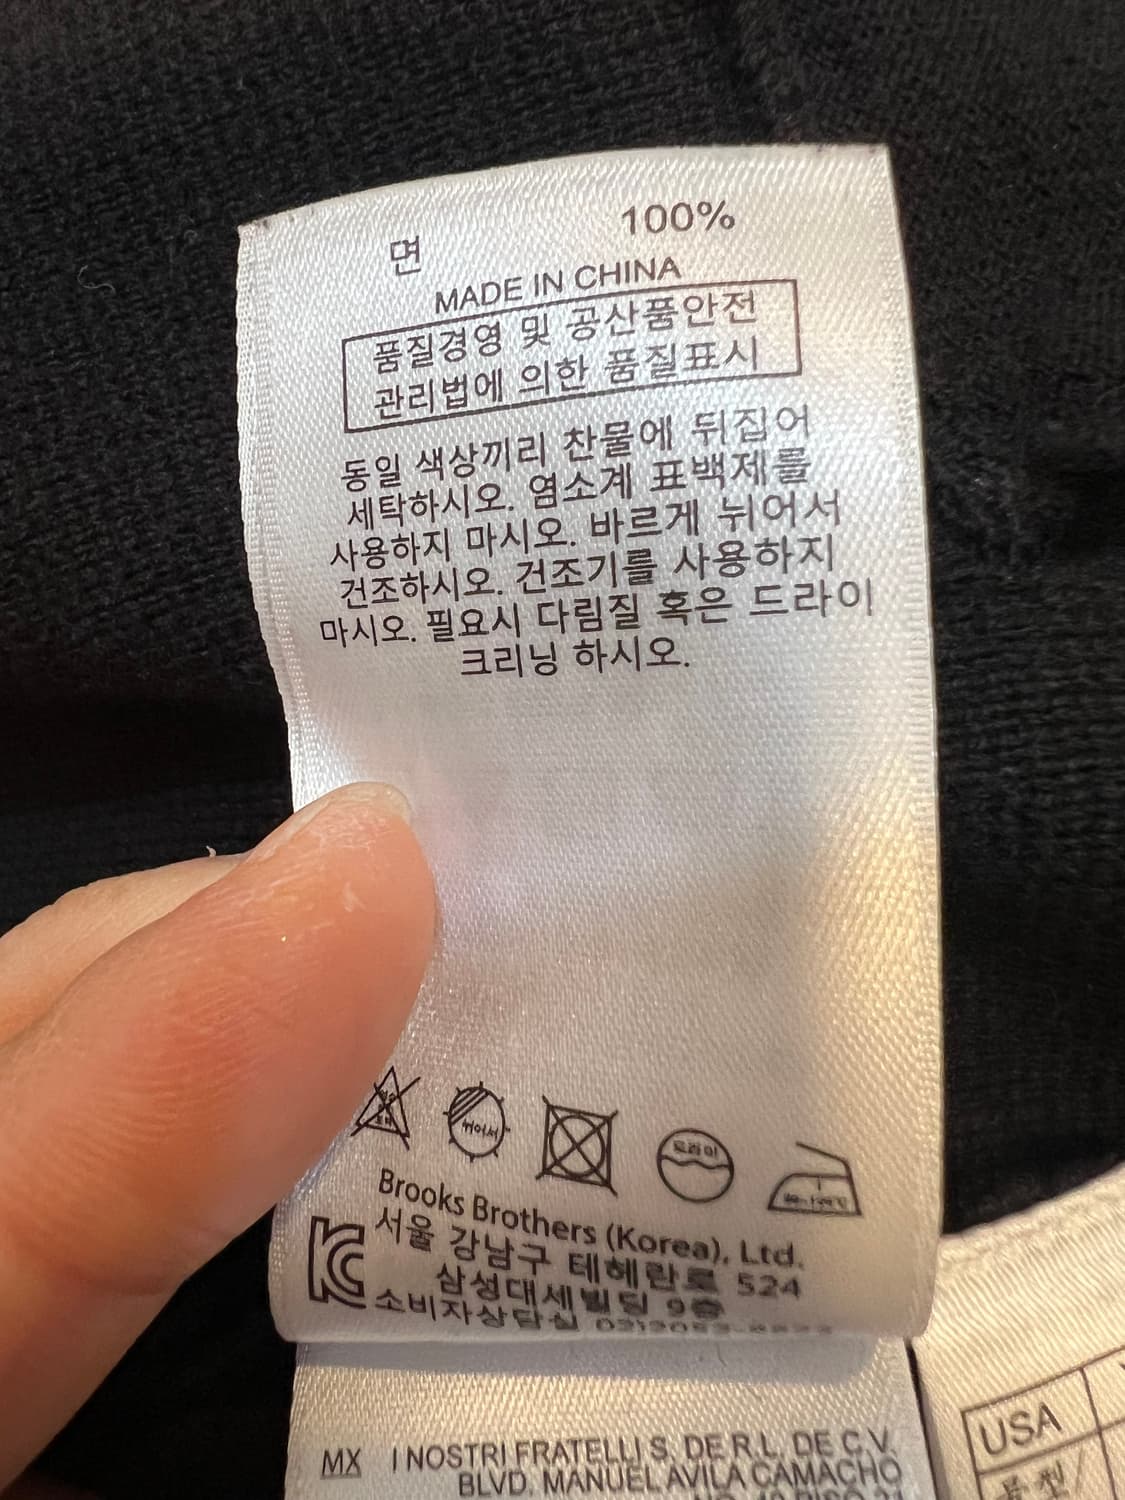 면 100%
MADE IN CHINA
품질경영 및 공산품안전
관리법에 의한 품질표시
동일 색상끼리 찬물에 뒤집어
세탁하시오. 염소계 표백제를
사용하지 마시오. 바르게 뉘어서
건조하시오. 건조기를 사용하지
마시오. 필요시 다림질 혹은 드라이
크리닝 하시오.
뉘어서
드라이
Brooks Brothers (Korea), Ltd.
서울 강남구 테헤란로 524
삼성대세빌딩 9층
소비자상담실
MX I NOSTRI FRATELLI S. DE R.L. DE C.V.
BLVD. MANUEL AVILA CAMACHO
USA